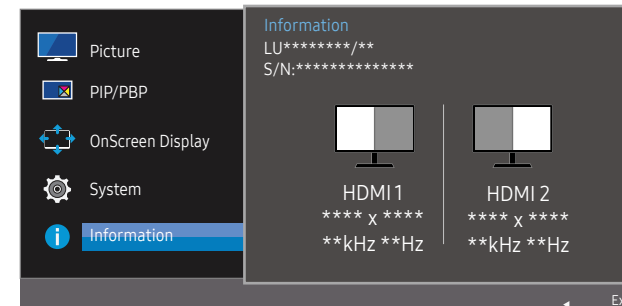 Picture
PIP/PBP
OnScreen Display
System
Information
Information
LU********/**
S/N:**************
HDMI 1
**** x ****
**kHz **Hz
HDMI 2
**** x ****
**kHz **Hz